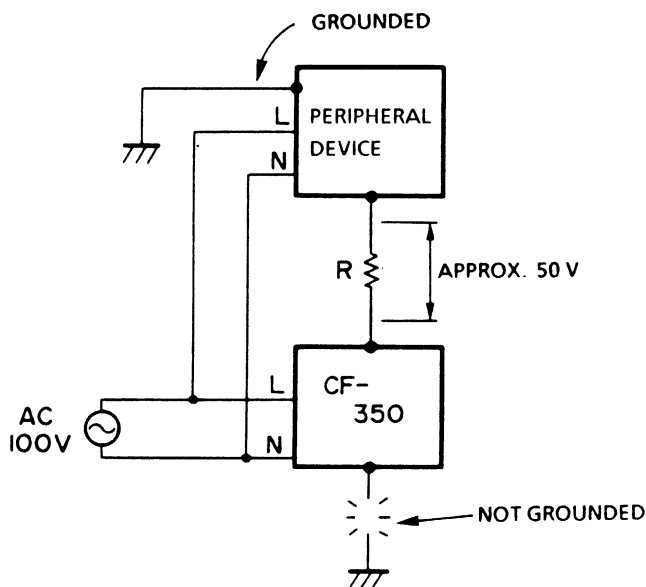 GROUNDED
L
N
PERIPHERAL
DEVICE
R
APPROX. 50 V
AC
100V
L
N
CF-
350
NOT GROUNDED